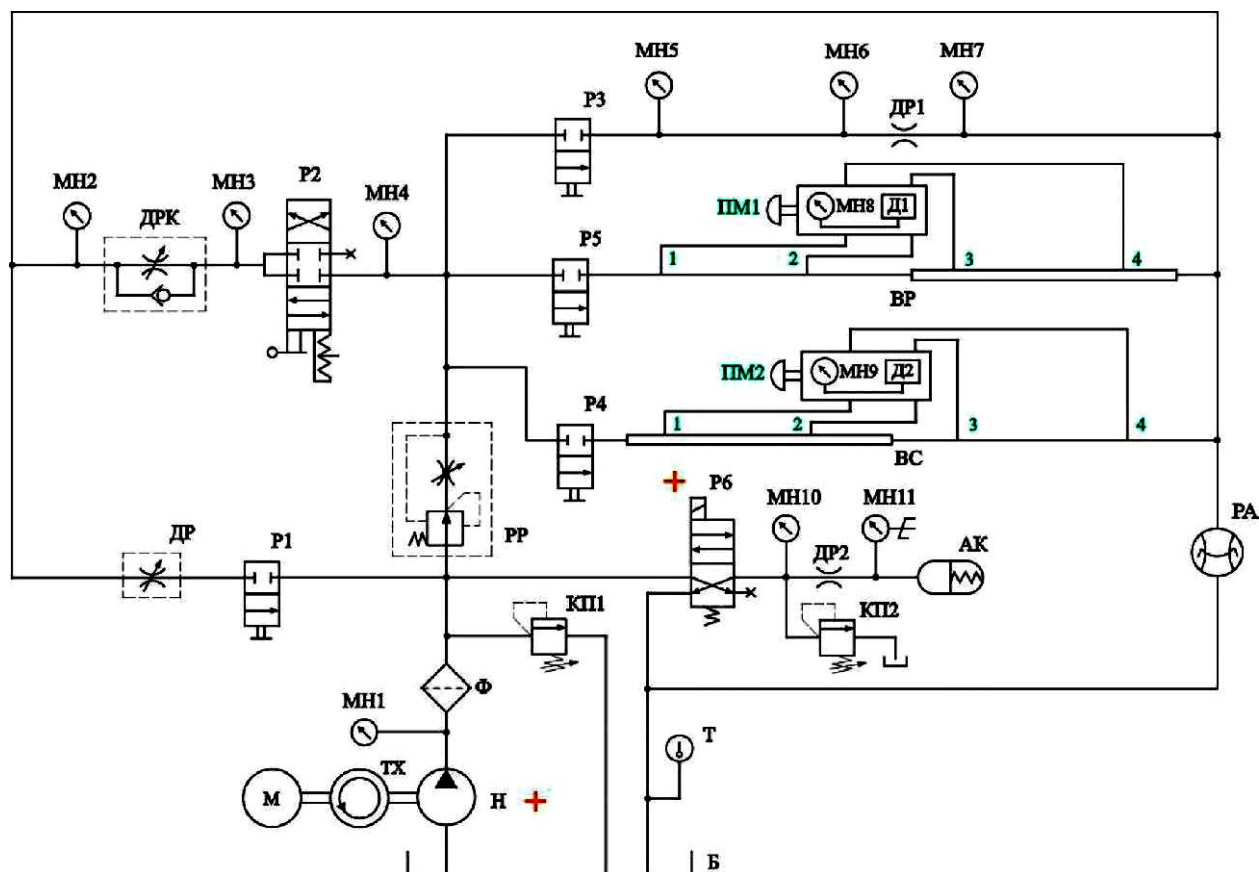 МН5 МН6 МН7
Р3 ДР1
МН2 МН3 Р2 МН4
ДРК
ПМ1 МН8 Д1
Р5 1 2 3 4
ВР
ПМ2 МН9 Д2
Р4 1 2 3 4
ВС
Р6 МН10 МН11
РР ДР2 АК РА
ДР Р1
КП1 КП2
Ф
МН1
Т
М ТХ Н
Б